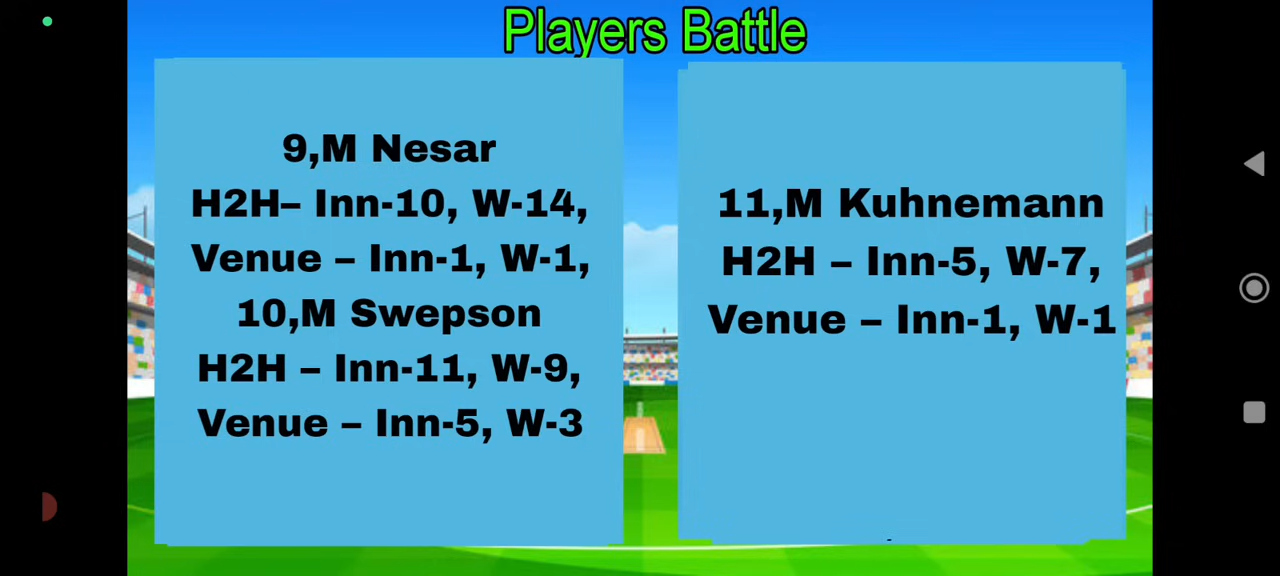 Players Battle
9,M Nesar
H2H– Inn-10, W-14,
Venue – Inn-1, W-1,
10,M Swepson
H2H – Inn-11, W-9,
Venue – Inn-5, W-3
11,M Kuhnemann
H2H – Inn-5, W-7,
Venue – Inn-1, W-1